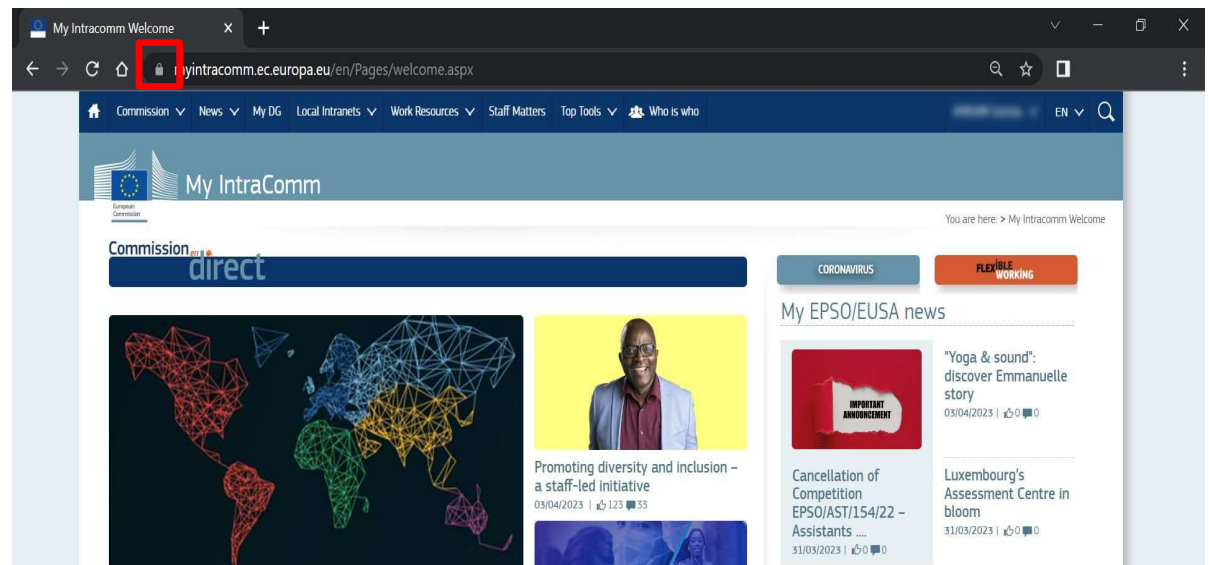 My Intracomm Welcome
myintracomm.ec.europa.eu/en/Pages/welcome.aspx
Commission News My DG Local Intranets Work Resources Staff Matters Top Tools Who is who EN
My IntraComm
European
Commission
You are here: > My Intracomm Welcome
Commission en
direct
CORONAVIRUS
FLEXIBLE
WORKING
My EPSO/EUSA news
IMPORTANT
ANNOUNCEMENT
Cancellation of
Competition
EPSO/AST/154/22 –
Assistants ....
31/03/2023 | 0 0
"Yoga & sound":
discover Emmanuelle
story
03/04/2023 | 0 0
Luxembourg's
Assessment Centre in
bloom
31/03/2023 | 0 0
Promoting diversity and inclusion –
a staff-led initiative
03/04/2023 | 123 33